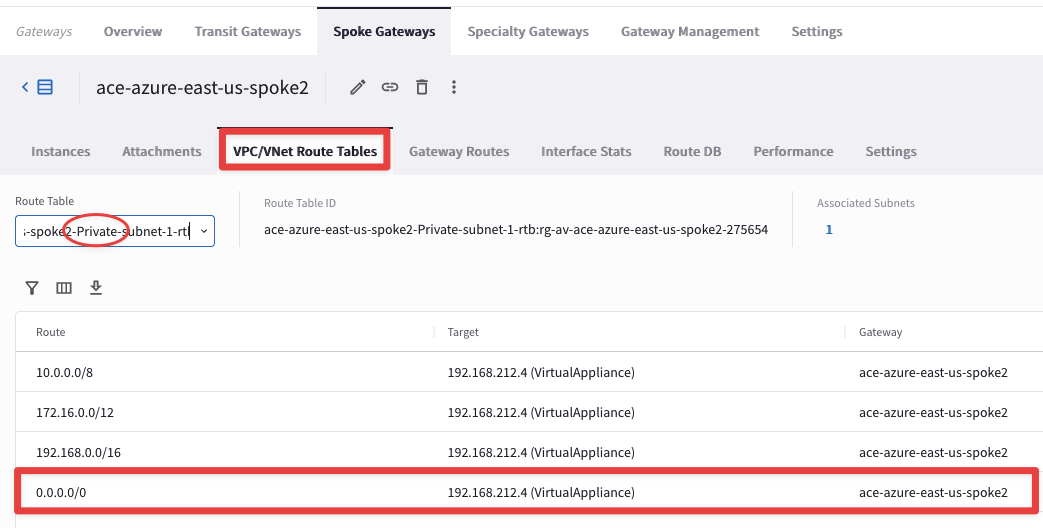 Gateways Overview Transit Gateways Spoke Gateways Specialty Gateways Gateway Management Settings
ace-azure-east-us-spoke2
Instances Attachments VPC/VNet Route Tables Gateway Routes Interface Stats Route DB Performance Settings
Route Table Route Table ID Associated Subnets
s-spoke2-Private-subnet-1-rtb ace-azure-east-us-spoke2-Private-subnet-1-rtb:rg-av-ace-azure-east-us-spoke2-275654 1
Route Target Gateway
10.0.0.0/8 192.168.212.4 (VirtualAppliance) ace-azure-east-us-spoke2
172.16.0.0/12 192.168.212.4 (VirtualAppliance) ace-azure-east-us-spoke2
192.168.0.0/16 192.168.212.4 (VirtualAppliance) ace-azure-east-us-spoke2
0.0.0.0/0 192.168.212.4 (VirtualAppliance) ace-azure-east-us-spoke2